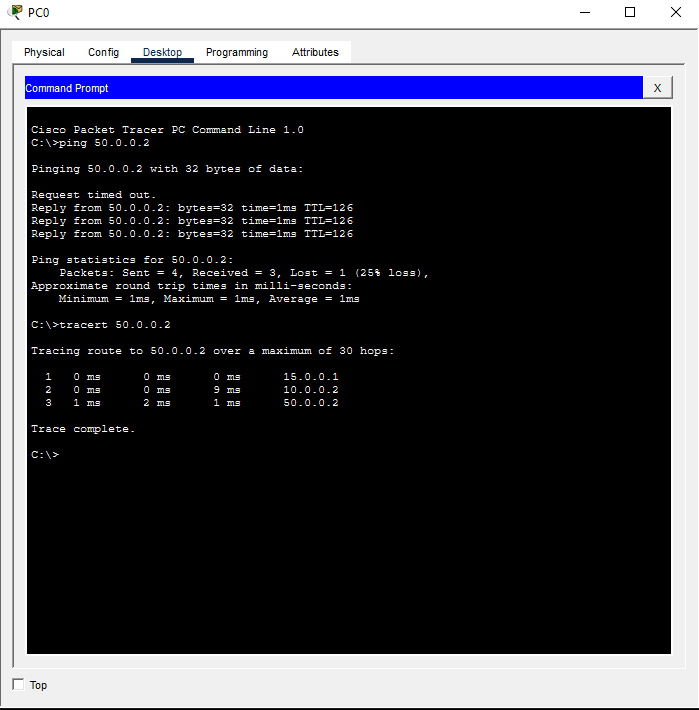 PC0
Physical Config Desktop Programming Attributes
Command Prompt X
Cisco Packet Tracer PC Command Line 1.0
C:\>ping 50.0.0.2
Pinging 50.0.0.2 with 32 bytes of data:
Request timed out.
Reply from 50.0.0.2: bytes=32 time=1ms TTL=126
Reply from 50.0.0.2: bytes=32 time=1ms TTL=126
Reply from 50.0.0.2: bytes=32 time=1ms TTL=126
Ping statistics for 50.0.0.2:
    Packets: Sent = 4, Received = 3, Lost = 1 (25% loss),
Approximate round trip times in milli-seconds:
    Minimum = 1ms, Maximum = 1ms, Average = 1ms
C:\>tracert 50.0.0.2
Tracing route to 50.0.0.2 over a maximum of 30 hops:
  1   0 ms      0 ms      0 ms      15.0.0.1
  2   0 ms      0 ms      9 ms      10.0.0.2
  3   1 ms      2 ms      1 ms      50.0.0.2
Trace complete.
C:\>
Top